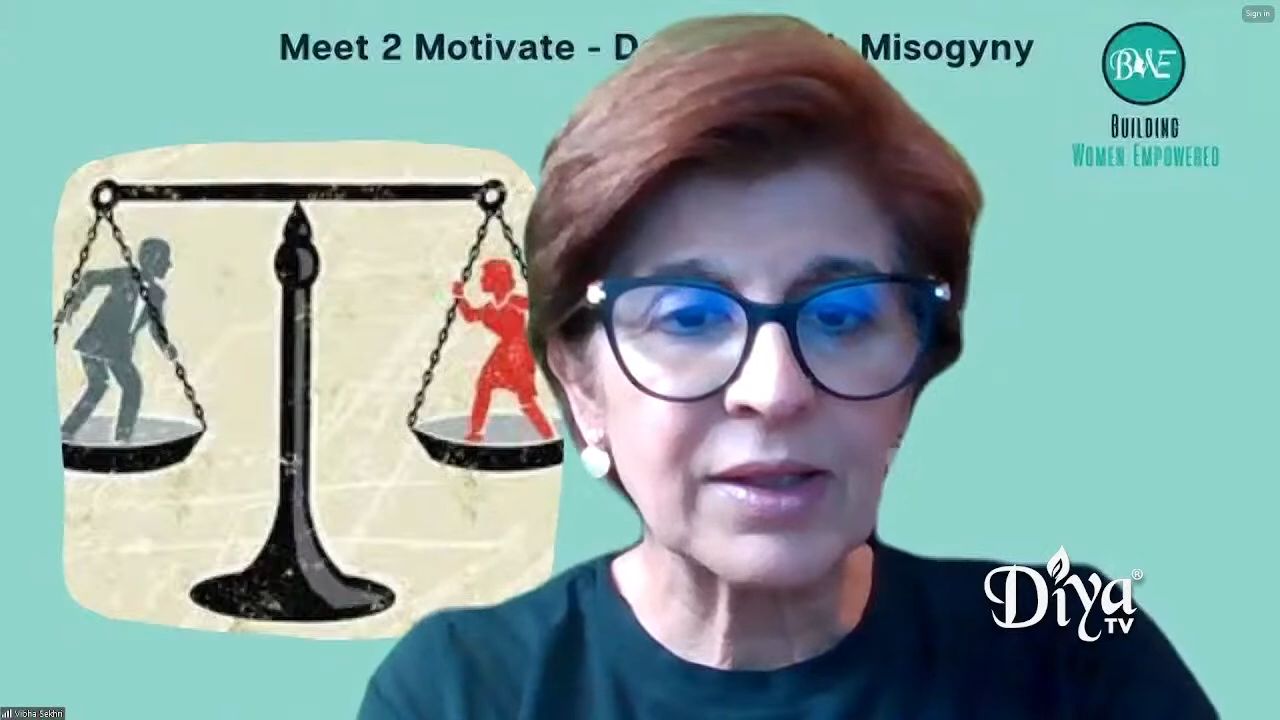 Sign in
Meet 2 Motivate - D Misogyny
BWE
BUILDING
WOMEN EMPOWERED
Diya®
TV
Vibha Sekhri